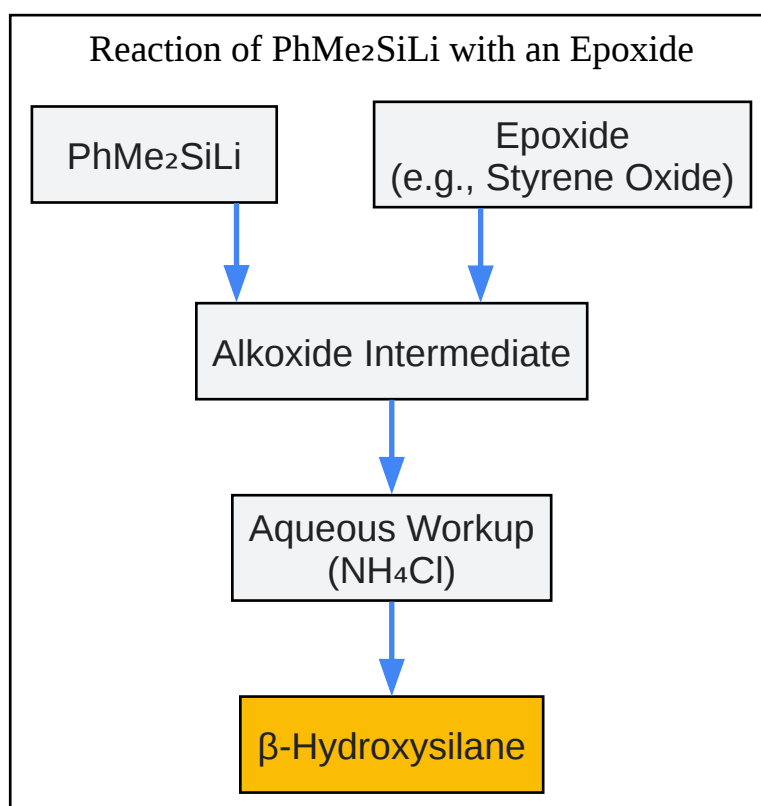 Reaction of PhMe₂SiLi with an Epoxide
PhMe₂SiLi
Epoxide
(e.g., Styrene Oxide)
Alkoxide Intermediate
Aqueous Workup
(NH₄Cl)
β-Hydroxysilane